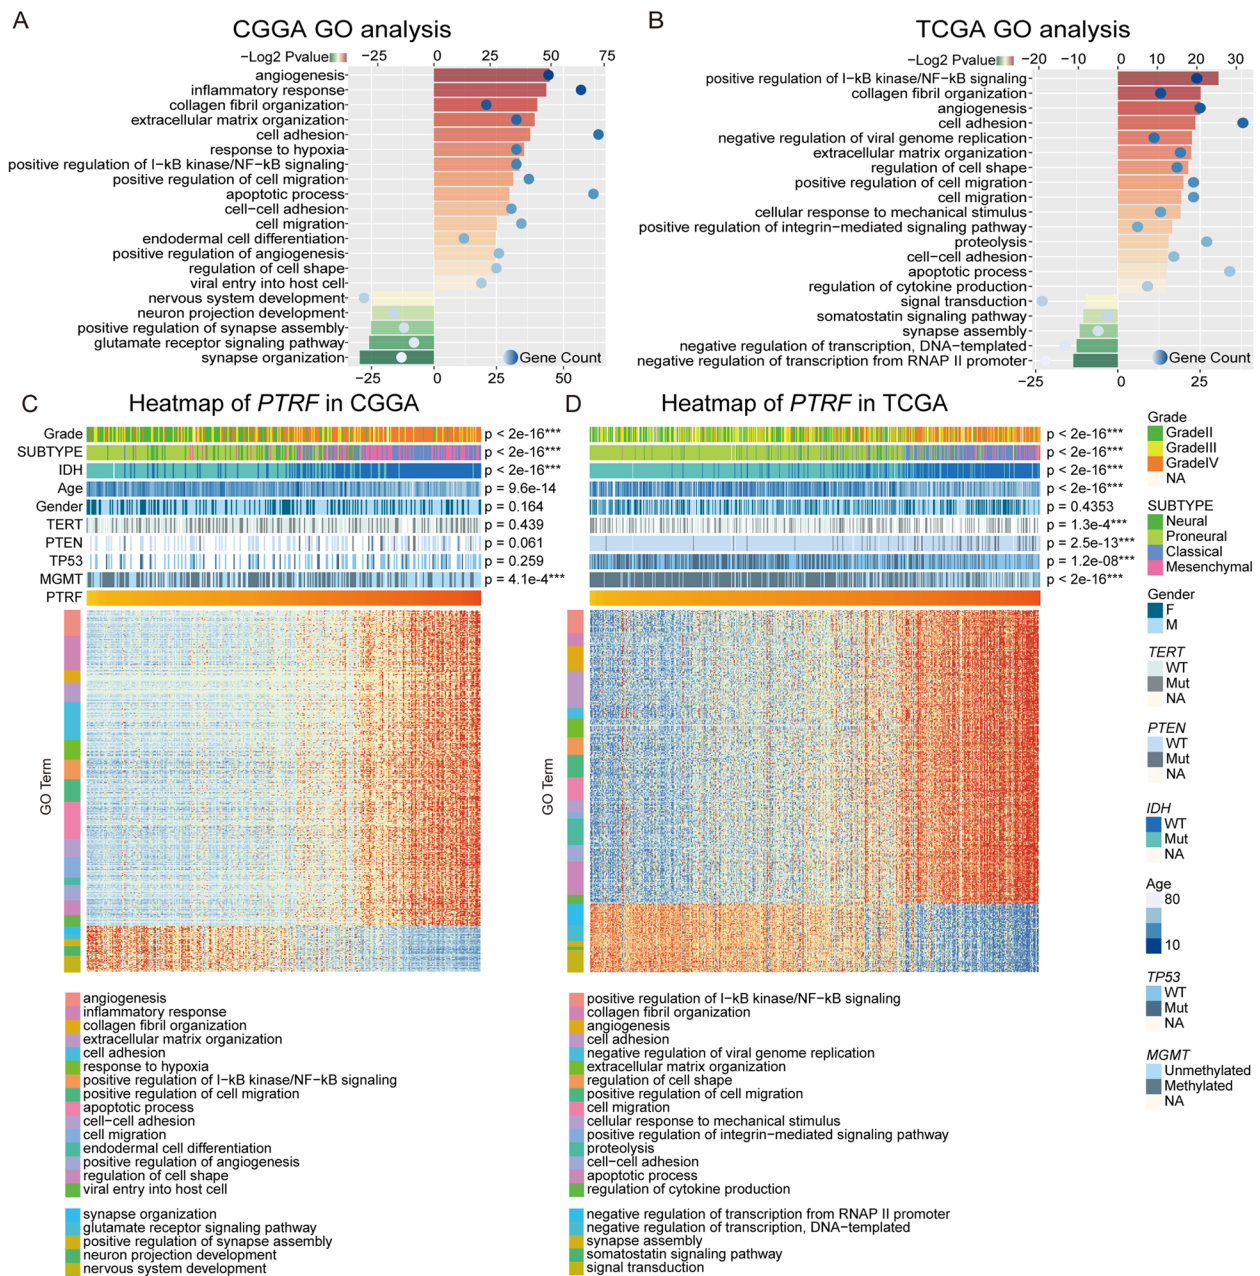 A
CGGA GO analysis
−Log2 Pvalue
−25 0 25 50 75
angiogenesis
inflammatory response
collagen fibril organization
extracellular matrix organization
cell adhesion
response to hypoxia
positive regulation of I−kB kinase/NF−kB signaling
positive regulation of cell migration
apoptotic process
cell−cell adhesion
cell migration
endodermal cell differentiation
positive regulation of angiogenesis
regulation of cell shape
viral entry into host cell
nervous system development
neuron projection development
positive regulation of synapse assembly
glutamate receptor signaling pathway
synapse organization
Gene Count
−25 0 25 50
B
TCGA GO analysis
−Log2 Pvalue
−20 −10 0 10 20 30
positive regulation of I−kB kinase/NF−kB signaling
collagen fibril organization
angiogenesis
cell adhesion
negative regulation of viral genome replication
extracellular matrix organization
regulation of cell shape
positive regulation of cell migration
cell migration
cellular response to mechanical stimulus
positive regulation of integrin−mediated signaling pathway
proteolysis
cell−cell adhesion
apoptotic process
regulation of cytokine production
signal transduction
somatostatin signaling pathway
synapse assembly
negative regulation of transcription, DNA−templated
negative regulation of transcription from RNAP II promoter
Gene Count
−25 0 25
C
Heatmap of PTRF in CGGA
Grade p < 2e-16***
SUBTYPE p < 2e-16***
IDH p < 2e-16***
Age p = 9.6e-14
Gender p = 0.164
TERT p = 0.439
PTEN p = 0.061
TP53 p = 0.259
MGMT p = 4.1e-4***
PTRF
GO Term
angiogenesis
inflammatory response
collagen fibril organization
extracellular matrix organization
cell adhesion
response to hypoxia
positive regulation of I−kB kinase/NF−kB signaling
positive regulation of cell migration
apoptotic process
cell−cell adhesion
cell migration
endodermal cell differentiation
positive regulation of angiogenesis
regulation of cell shape
viral entry into host cell
synapse organization
glutamate receptor signaling pathway
positive regulation of synapse assembly
neuron projection development
nervous system development
D
Heatmap of PTRF in TCGA
p < 2e-16***
p < 2e-16***
p < 2e-16***
p < 2e-16***
p = 0.4353
p = 1.3e-4***
p = 2.5e-13***
p = 1.2e-08***
p < 2e-16***
GO Term
positive regulation of I−kB kinase/NF−kB signaling
collagen fibril organization
angiogenesis
cell adhesion
negative regulation of viral genome replication
extracellular matrix organization
regulation of cell shape
positive regulation of cell migration
cell migration
cellular response to mechanical stimulus
positive regulation of integrin−mediated signaling pathway
proteolysis
cell−cell adhesion
apoptotic process
regulation of cytokine production
negative regulation of transcription from RNAP II promoter
negative regulation of transcription, DNA−templated
synapse assembly
somatostatin signaling pathway
signal transduction
Grade
GradeII
GradeIII
GradeIV
NA
SUBTYPE
Neural
Proneural
Classical
Mesenchymal
Gender
F
M
TERT
WT
Mut
NA
PTEN
WT
Mut
NA
IDH
WT
Mut
NA
Age
80
10
TP53
WT
Mut
NA
MGMT
Unmethylated
Methylated
NA